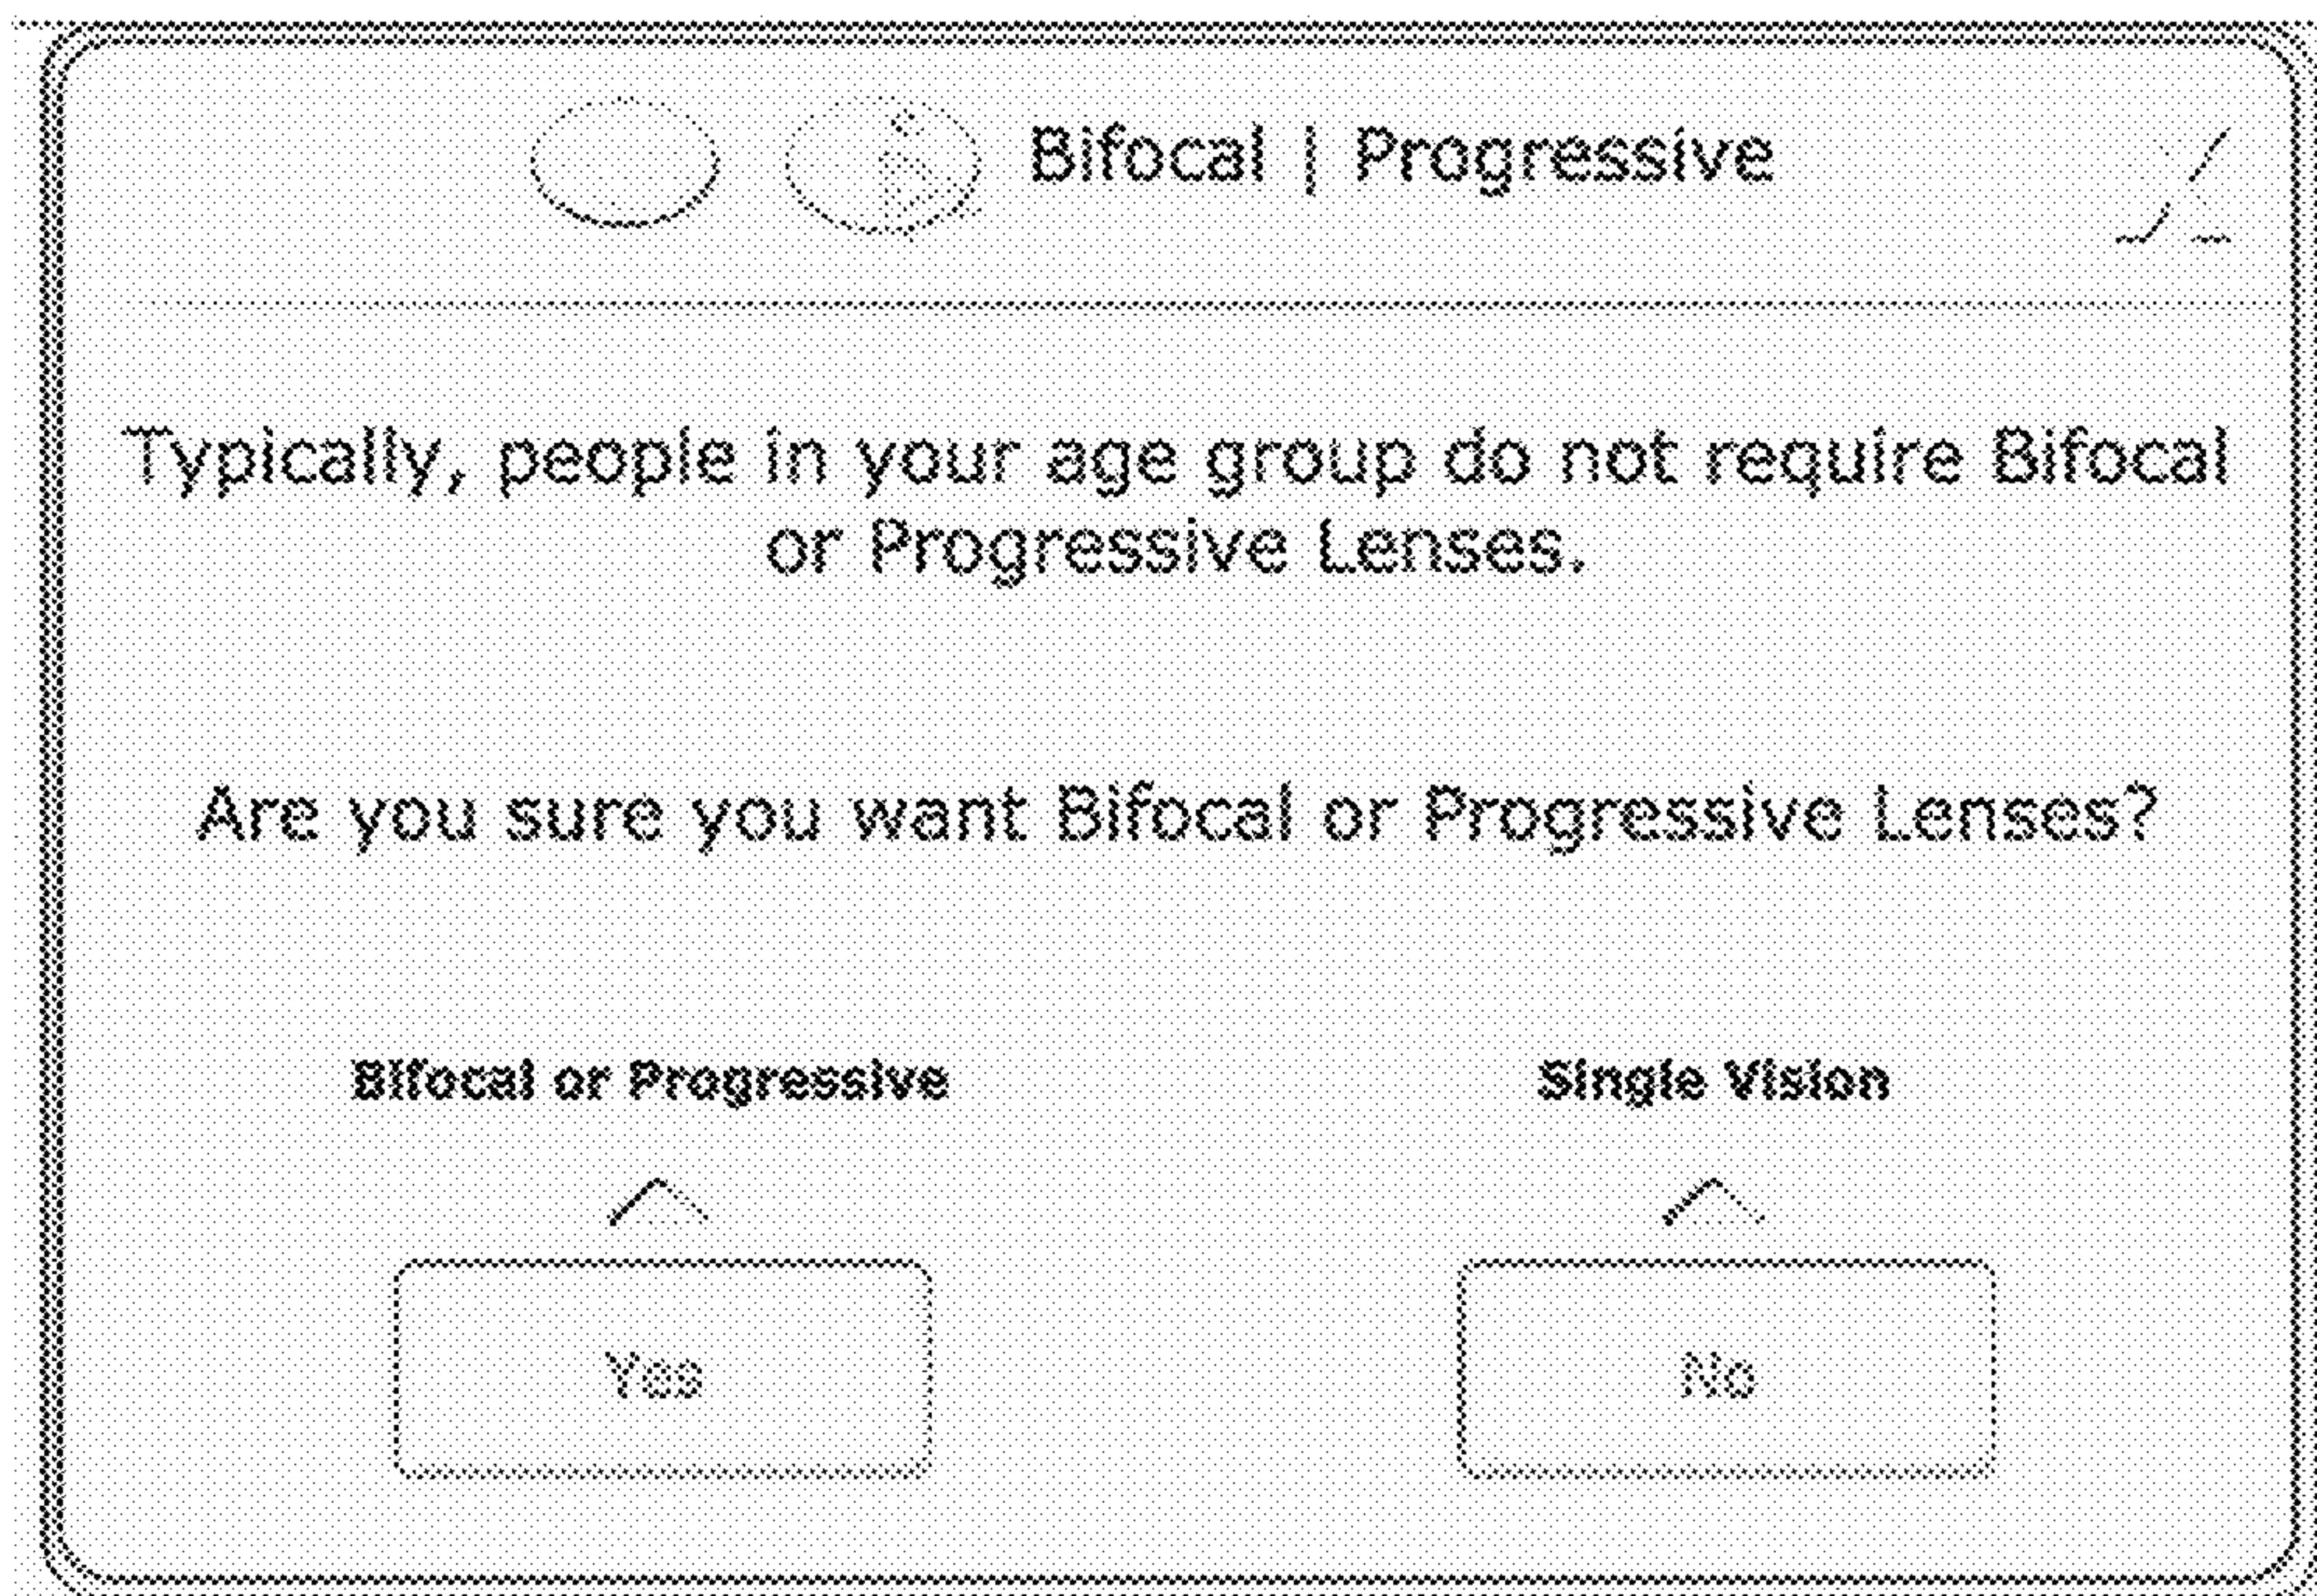 Bifocal | Progressive
Typically, people in your age group do not require Bifocal
or Progressive Lenses.
Are you sure you want Bifocal or Progressive Lenses?
Bifocal or Progressive
Single Vision
Yes
No